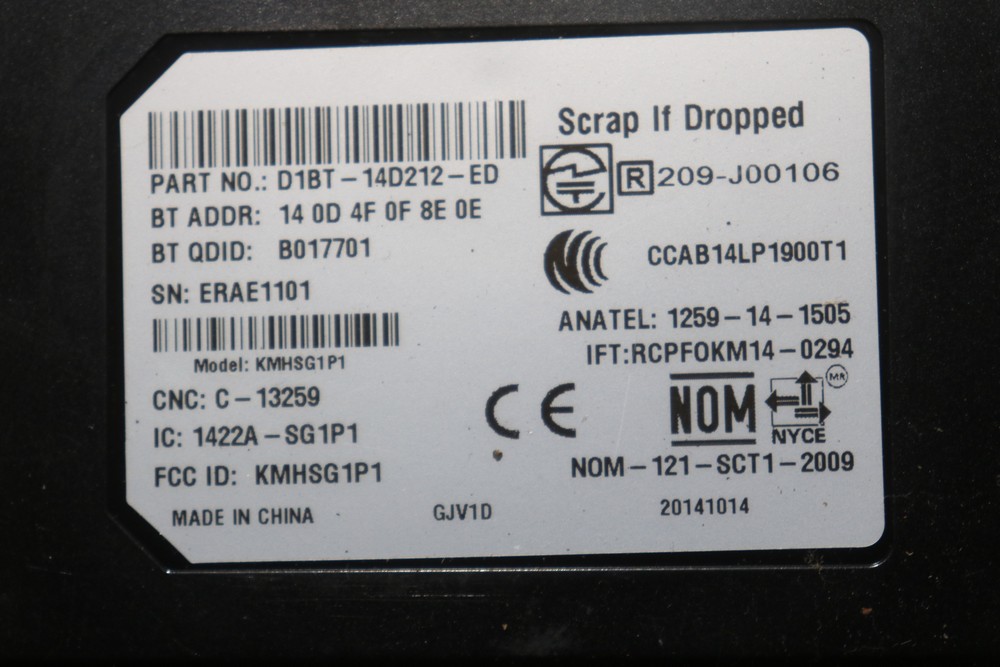 Scrap If Dropped
PART NO.: D1BT-14D212-ED
R 209-J00106
BT ADDR: 14 0D 4F 0F 8E 0E
BT QDID: B017701
CCAB14LP1900T1
SN: ERAE1101
ANATEL: 1259-14-1505
Model: KMHSG1P1
IFT:RCPFOKM14-0294
CNC: C-13259
CE
NOM
MR
NYCE
IC: 1422A-SG1P1
FCC ID: KMHSG1P1
NOM-121-SCT1-2009
MADE IN CHINA
GJV1D
20141014